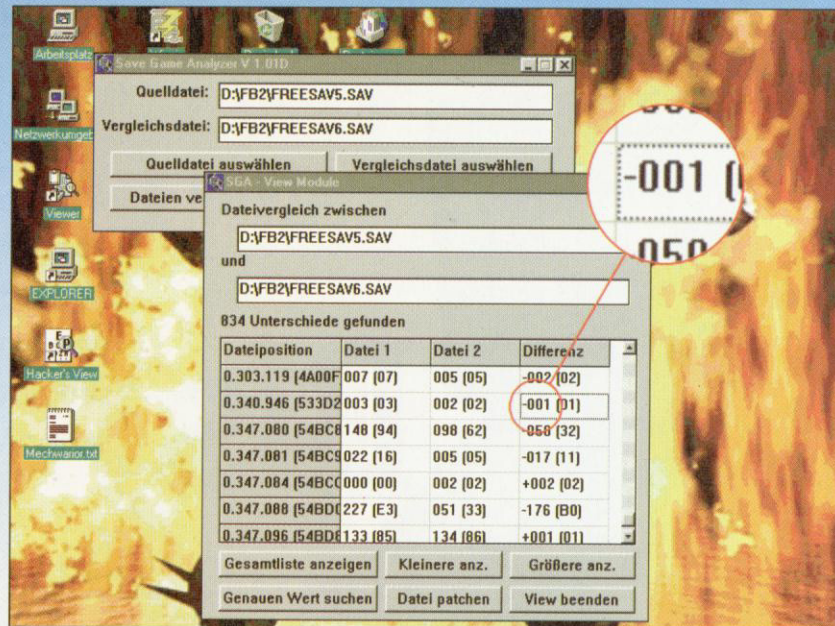 Arbeitsplatz
Save Game Analyzer V 1.01D
Quelldatei: D:\FB2\FREESAV5.SAV
Netzwerkumgeb
Vergleichsdatei: D:\FB2\FREESAV6.SAV
Quelldatei auswählen Vergleichsdatei auswählen
Dateien ve
Viewer
SGA - View Module
Dateivergleich zwischen
D:\FB2\FREESAV5.SAV
und
D:\FB2\FREESAV6.SAV
EXPLORER
834 Unterschiede gefunden
Dateiposition Datei 1 Datei 2 Differenz
0.303.119 (4A00F 007 (07) 005 (05) -002 (02)
0.340.946 (533D2 003 (03) 002 (02) -001 (01)
0.347.080 (54BC8 148 (94) 098 (62) -050 (32)
0.347.081 (54BC9 022 (16) 005 (05) -017 (11)
0.347.084 (54BCC 000 (00) 002 (02) +002 (02)
0.347.088 (54BD0 227 (E3) 051 (33) -176 (B0)
0.347.096 (54BD8 133 (85) 134 (86) +001 (01)
Hacker's View
Mechwarior.txt
Gesamtliste anzeigen Kleinere anz. Größere anz.
Genauen Wert suchen Datei patchen View beenden
-001 (
050